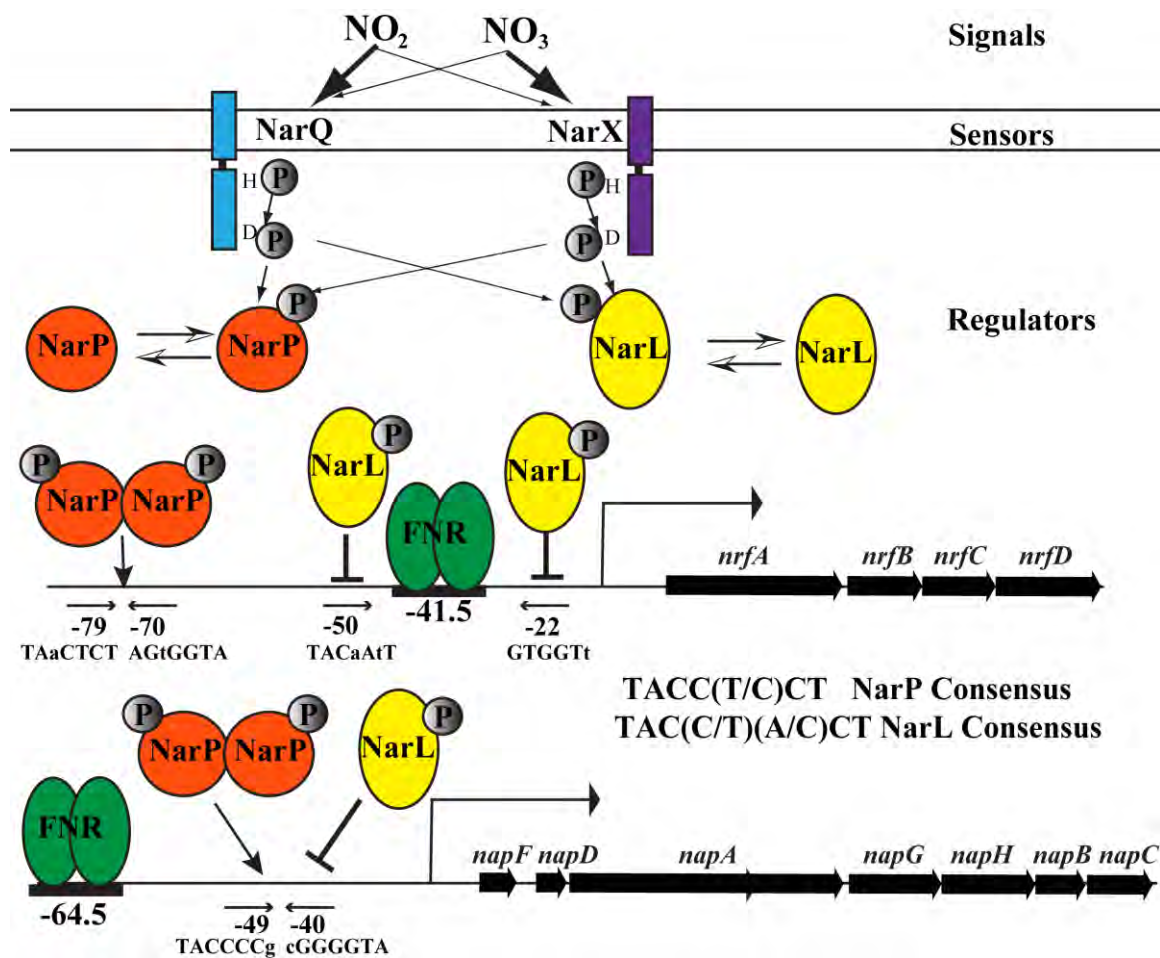 NO2 NO3 Signals
NarQ NarX Sensors
H P P H
D P P D
P P
NarP NarP NarL NarL Regulators
P P NarL P NarL P
NarP NarP FNR
nrfA nrfB nrfC nrfD
-79 -70 -50 -41.5 -22
TAaCTCT AGtGGTA TACaAtT GTGGTt
TACC(T/C)CT NarP Consensus
TAC(C/T)(A/C)CT NarL Consensus
P P P
NarP NarP NarL
FNR
napF napD napA napG napH napB napC
-64.5 -49 -40
TACCCCg cGGGGTA